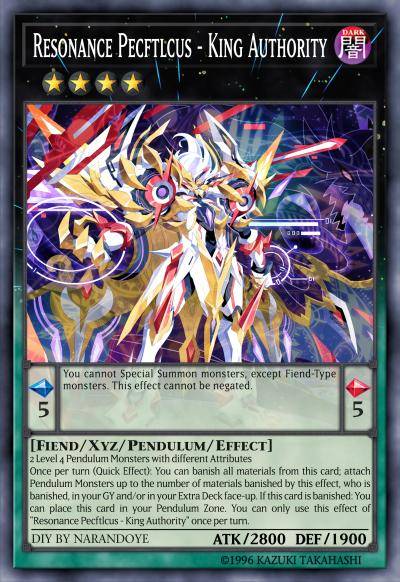 Resonance Pecftlcus - King Authority
DARK
闇
You cannot Special Summon monsters, except Fiend-Type
monsters. This effect cannot be negated.
5
5
[Fiend/Xyz/Pendulum/Effect]
2 Level 4 Pendulum Monsters with different Attributes
Once per turn (Quick Effect): You can banish all materials from this card; attach
Pendulum Monsters up to the number of materials banished by this effect, who is
banished, in your GY and/or in your Extra Deck face-up. If this card is banished: You
can place this card in your Pendulum Zone. You can only use this effect of
"Resonance Pecftlcus - King Authority" once per turn.
ATK/2800 DEF/1900
DIY BY NARANDOYE
©1996 KAZUKI TAKAHASHI